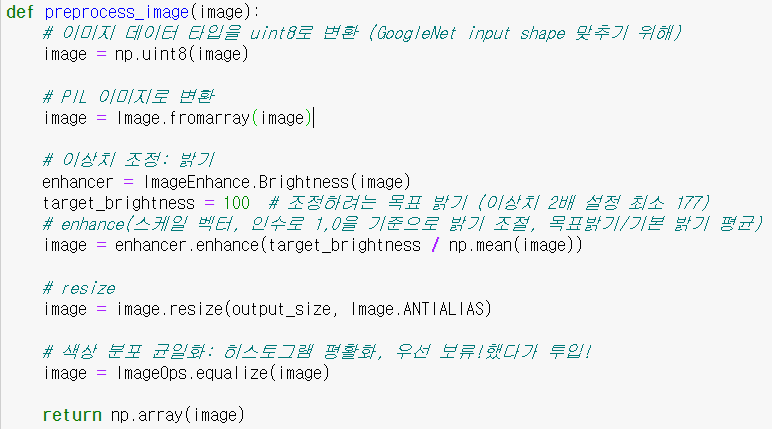 def preprocess_image(image):
# 이미지 데이터 타입을 uint8로 변환 (GoogleNet input shape 맞추기 위해)
image = np.uint8(image)
# PIL 이미지로 변환
image = Image.fromarray(image)
# 이상치 조정: 밝기
enhancer = ImageEnhance.Brightness(image)
target_brightness = 100 # 조정하려는 목표 밝기 (이상치 2배 설정 최소 177)
# enhance(스케일 벡터, 인수로 1,0을 기준으로 밝기 조절, 목표밝기/기본 밝기 평균)
image = enhancer.enhance(target_brightness / np.mean(image))
# resize
image = image.resize(output_size, Image.ANTIALIAS)
# 색상 분포 균일화: 히스토그램 평활화, 우선 보류!했다가 투입!
image = ImageOps.equalize(image)
return np.array(image)